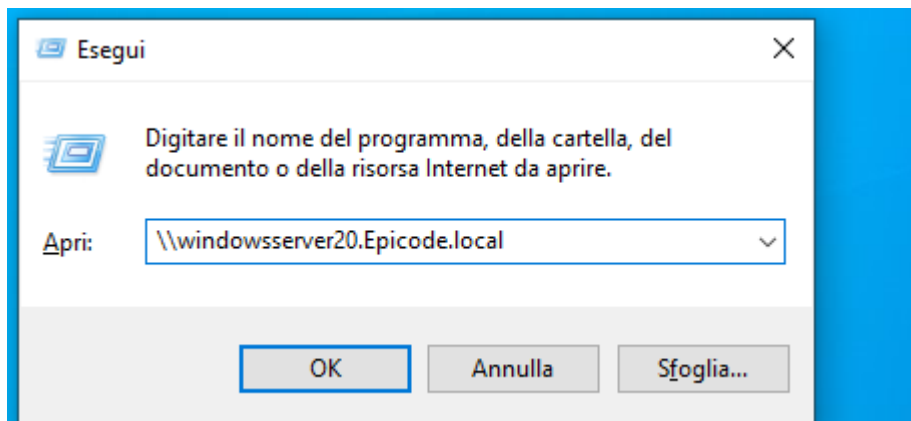 Esegui
Digitare il nome del programma, della cartella, del
documento o della risorsa Internet da aprire.
Apri: \\windowsserver20.Epicode.local
OK Annulla Sfoglia...